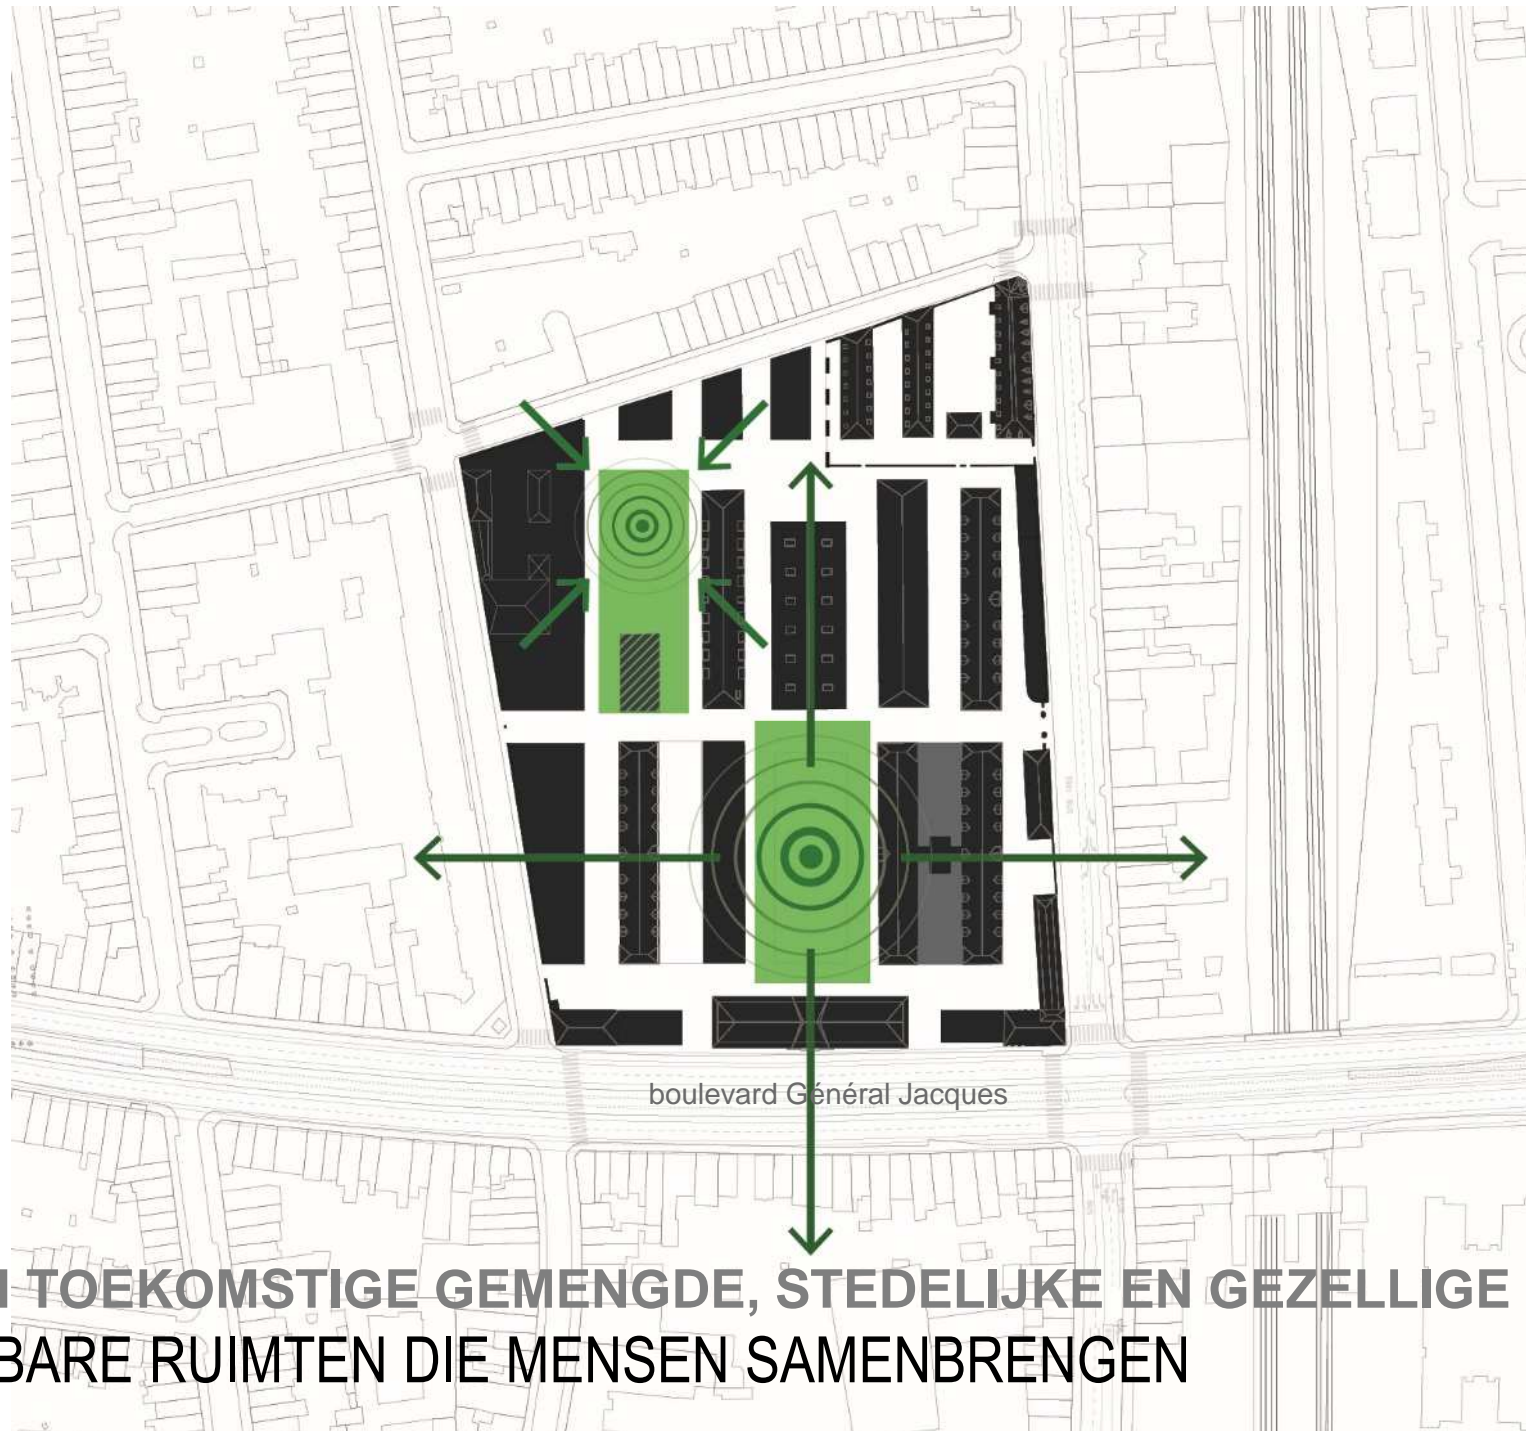 boulevard Général Jacques
TOEKOMSTIGE GEMENGDE, STEDELIJKE EN GEZELLIGE
BARE RUIMTEN DIE MENSEN SAMENBRENGEN